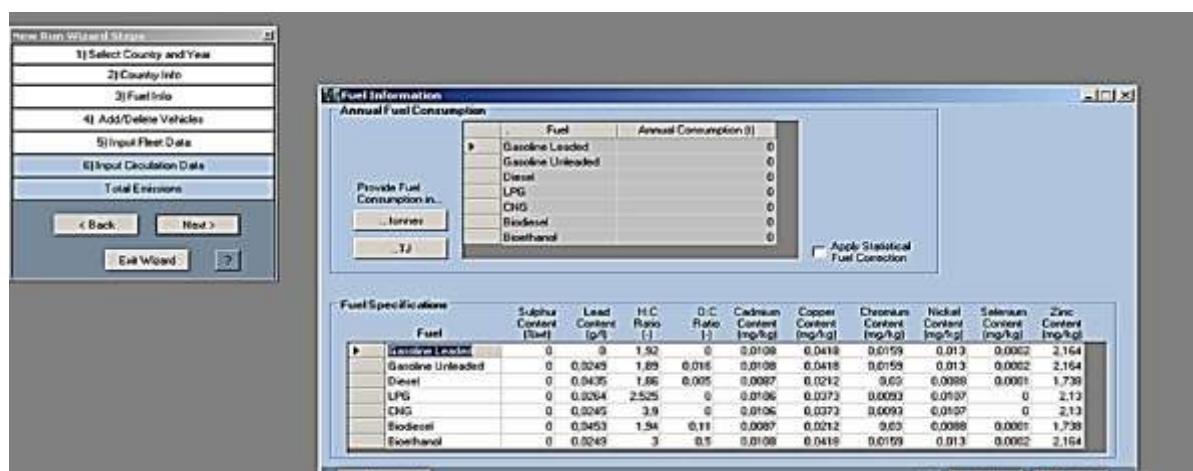 New Run Wizard Steps
1) Select Country and Year
2) Country Info
3) Fuel Info
4) Add/Delete Vehicles
5) Input Fleet Data
6) Input Circulation Data
Total Emissions
< Back
Next >
Exit Wizard
?
Fuel Information
Annual Fuel Consumption
Fuel Annual Consumption (t)
Gasoline Leaded 0
Gasoline Unleaded 0
Diesel 0
LPG 0
CNG 0
Biodiesel 0
Bioethanol 0
Provide Fuel
Consumption in...
...tonnes
...TJ
Apply Statistical
Fuel Correction
Fuel Specifications
Fuel Sulphur Content (%wt) Lead Content (g/l) H:C Ratio (-) O:C Ratio (-) Cadmium Content (mg/kg) Copper Content (mg/kg) Chromium Content (mg/kg) Nickel Content (mg/kg) Selenium Content (mg/kg) Zinc Content (mg/kg)
Gasoline Leaded 0 0 1,92 0 0,0108 0,0418 0,0159 0,013 0,0002 2,164
Gasoline Unleaded 0 0,0249 1,89 0,016 0,0108 0,0418 0,0159 0,013 0,0002 2,164
Diesel 0 0,0435 1,86 0,005 0,0087 0,0212 0,03 0,0088 0,0001 1,738
LPG 0 0,0264 2,525 0 0,0106 0,0373 0,0093 0,0107 0 2,13
CNG 0 0,0245 3,9 0 0,0106 0,0373 0,0093 0,0107 0 2,13
Biodiesel 0 0,0453 1,94 0,11 0,0087 0,0212 0,03 0,0088 0,0001 1,738
Bioethanol 0 0,0249 3 0,5 0,0108 0,0418 0,0159 0,013 0,0002 2,164